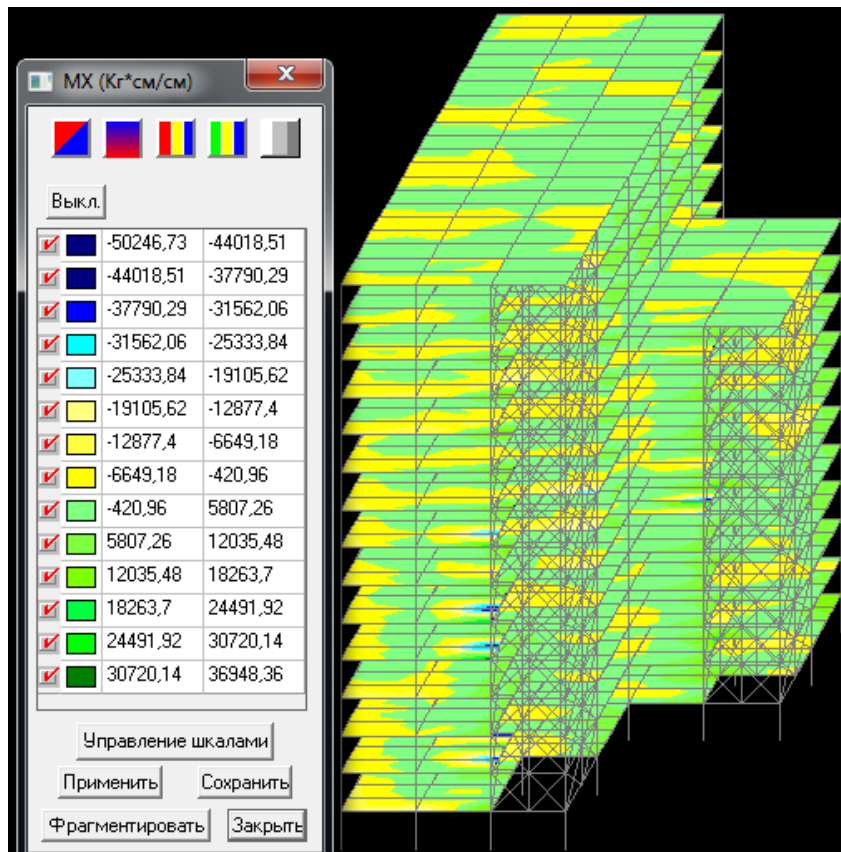 MX (Кг*см/см)
Выкл.
-50246,73 -44018,51
-44018,51 -37790,29
-37790,29 -31562,06
-31562,06 -25333,84
-25333,84 -19105,62
-19105,62 -12877,4
-12877,4 -6649,18
-6649,18 -420,96
-420,96 5807,26
5807,26 12035,48
12035,48 18263,7
18263,7 24491,92
24491,92 30720,14
30720,14 36948,36
Управление шкалами
Применить Сохранить
Фрагментировать Закрыть